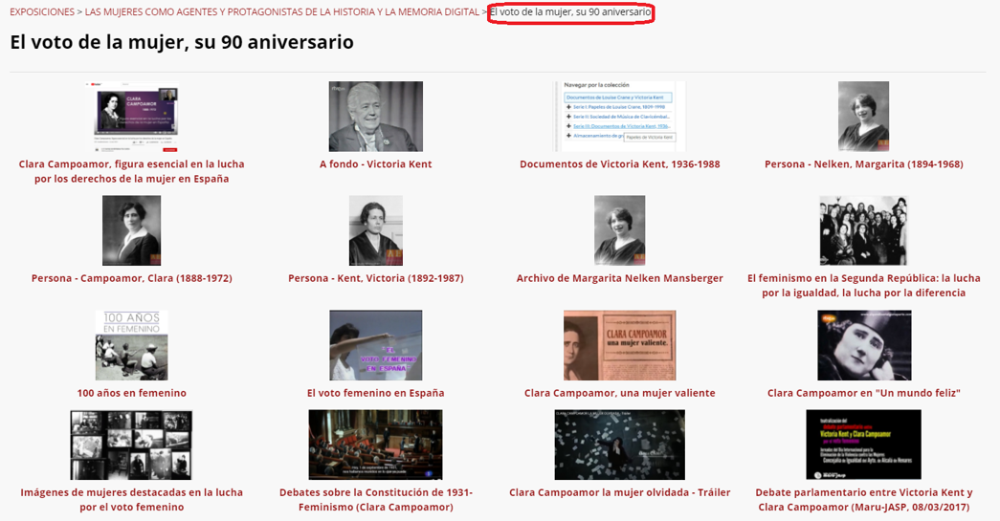 EXPOSICIONES > LAS MUJERES COMO AGENTES Y PROTAGONISTAS DE LA HISTORIA Y LA MEMORIA DIGITAL > El voto de la mujer, su 90 aniversario
El voto de la mujer, su 90 aniversario
CLARA
CAMPOAMOR
Clara Campoamor, figura esencial en la lucha
por los derechos de la mujer en España
A fondo - Victoria Kent
Navegar por la colección
Documentos de Louise Crane y Victoria Kent
Serie I: Papeles de Louise Crane, 1899-1998
Serie II: Sociedad de Música de
Serie III: Documentos de Victoria Kent, 1936-
Almacenamiento de
Papeles de Victoria Kent
Documentos de Victoria Kent, 1936-1988
Persona - Nelken, Margarita (1894-1968)
Persona - Campoamor, Clara (1888-1972)
Persona - Kent, Victoria (1892-1987)
Archivo de Margarita Nelken Mansberger
El feminismo en la Segunda República: la lucha
por la igualdad, la lucha por la diferencia
100 AÑOS
EN FEMENINO
100 años en femenino
EL
VOTO FEMENINO
EN ESPAÑA
El voto femenino en España
CLARA CAMPOAMOR
una mujer valiente.
Clara Campoamor, una mujer valiente
Clara Campoamor en "Un mundo feliz"
Imágenes de mujeres destacadas en la lucha
por el voto femenino
Debates sobre la Constitución de 1931-
Feminismo (Clara Campoamor)
Clara Campoamor la mujer olvidada - Tráiler
Victoria Kent y Clara Campoamor
Debate parlamentario entre Victoria Kent y
Clara Campoamor (Maru-JASP, 08/03/2017)